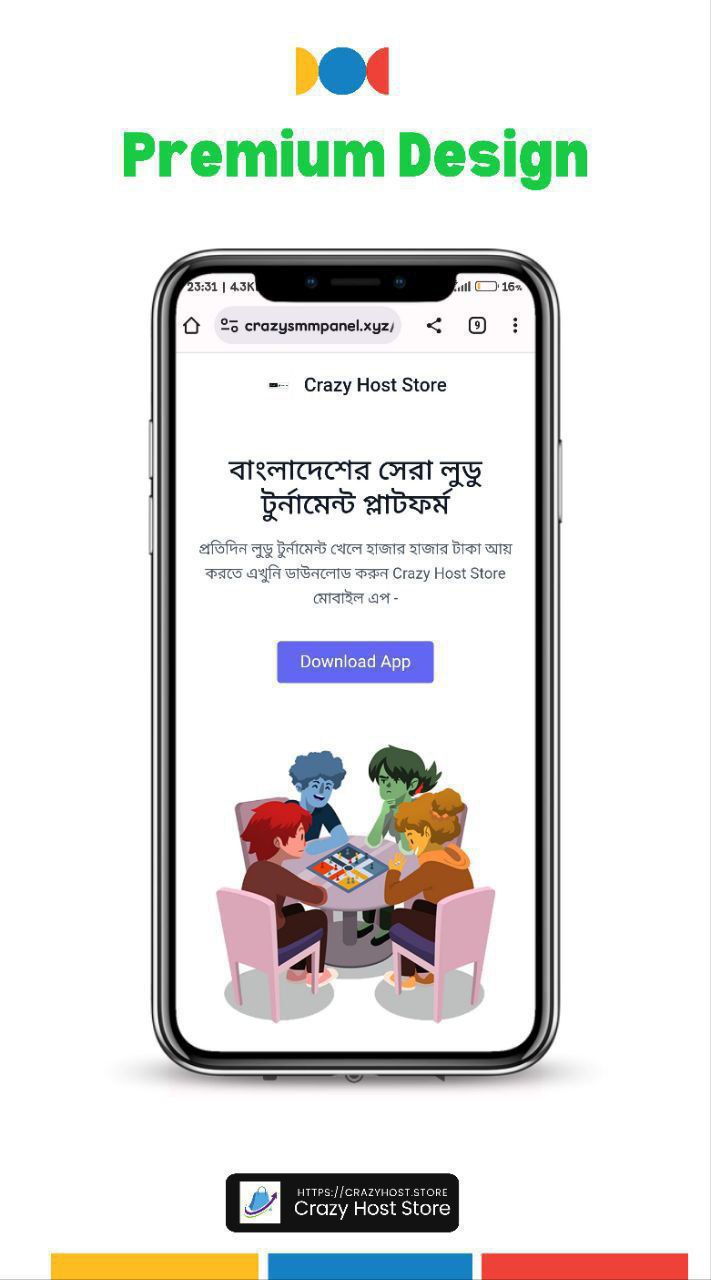 Premium Design
23:31 | 4.3K
16%
crazysmmpanel.xyz/
9
Crazy Host Store
বাংলাদেশের সেরা লুডু
টুর্নামেন্ট প্লাটফর্ম
প্রতিদিন লুডু টুর্নামেন্ট খেলে হাজার হাজার টাকা আয়
করতে এখুনি ডাউনলোড করুন Crazy Host Store
মোবাইল এপ -
Download App
HTTPS://CRAZYHOST.STORE
Crazy Host Store